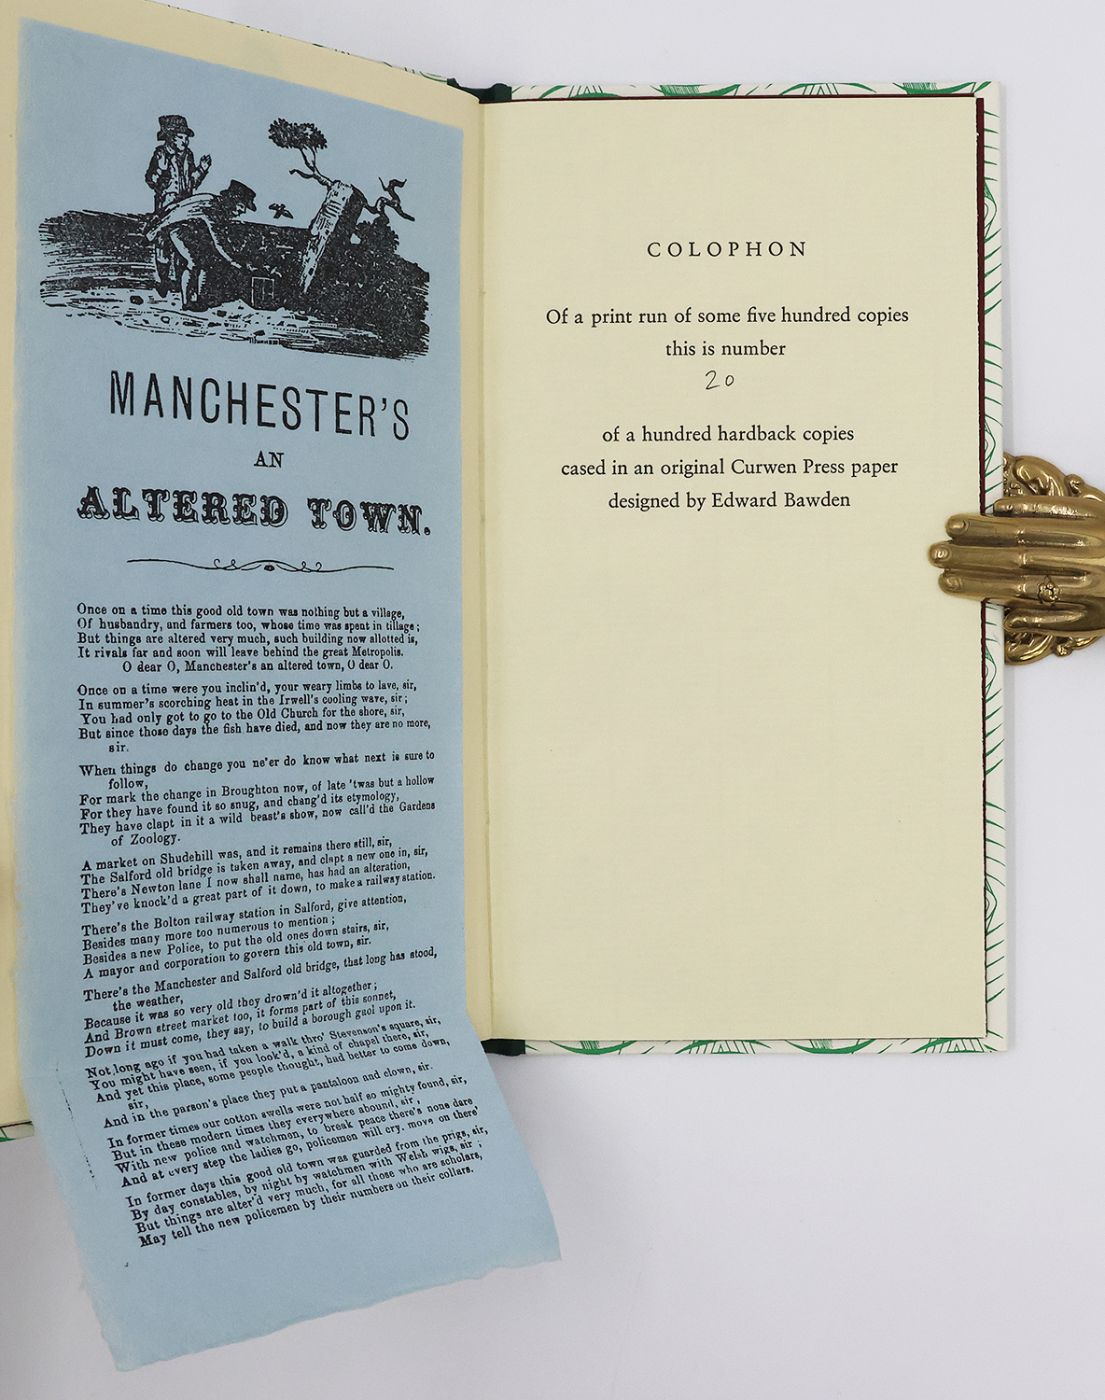 MANCHESTER'S
AN
ALTERED TOWN.
Once on a time this good old town was nothing but a village,
Of husbandry, and farmers too, whose time was spent in tillage;
But things are altered very much, such building now allotted is,
It rivals far and soon will leave behind the great Metropolis.
O dear O, Manchester's an altered town, O dear O.
Once on a time were you inclin'd, your weary limbs to lave, sir,
In summer's scorching heat in the Irwell's cooling wave, sir;
You had only got to go to the Old Church for the shore, sir,
But since those days the fish have died, and now they are no more,
sir.
When things do change you ne'er do know what next is sure to
follow,
For mark the change in Broughton now, of late 'twas but a hollow
For they have found it so snug, and chang'd its etymology,
They have clapt in it a wild beast's show, now call'd the Gardens
of Zoology.
A market on Shudehill was, and it remains there still, sir,
The Salford old bridge is taken away, and clapt a new one in, sir,
There's Newton lane I now shall name, has had an alteration,
They've knock'd a great part of it down, to make a railway station.
There's the Bolton railway station in Salford, give attention,
Besides many more too numerous to mention;
Besides a new Police, to put the old ones down stairs, sir,
A mayor and corporation to govern this old town, sir.
There's the Manchester and Salford old bridge, that long has stood,
the weather,
Because it was so very old they drown'd it altogether;
And Brown street market too, it forms part of this sonnet,
Down it must come, they say, to build a borough gaol upon it.
Not long ago if you had taken a walk thro' Stevenson's square, sir,
You might have seen, if you look'd, a kind of chapel there, sir,
And yet this place, some people thought, had better to come down,
sir,
And in the parson's place they put a pantaloon and clown, sir.
In former times our cotton swells were not half so mighty found, sir,
But in these modern times they everywhere abound, sir,
With new police and watchmen, to break peace there's none dare
And at every step the ladies go, policemen will cry. move on there'
In former days this good old town was guarded from the prigs, sir,
By day constables, by night by watchmen with Welsh wigs, sir;
But things are alter'd very much, for all those who are scholars,
May tell the new policemen by their numbers on their collars.
COLOPHON
Of a print run of some five hundred copies
this is number
20
of a hundred hardback copies
cased in an original Curwen Press paper
designed by Edward Bawden